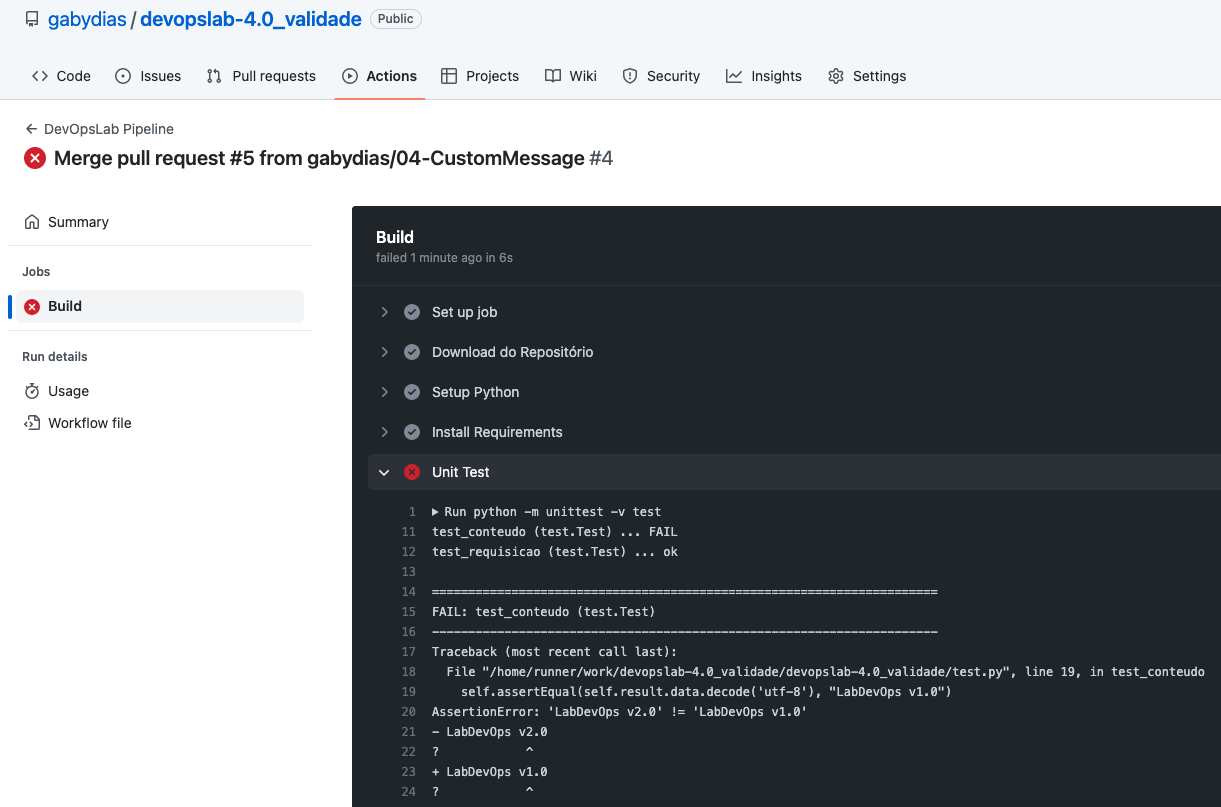 gabydias / devopslab-4.0_validade Public
Code Issues Pull requests Actions Projects Wiki Security Insights Settings
← DevOpsLab Pipeline
Merge pull request #5 from gabydias/04-CustomMessage #4
Summary
Jobs
Build
Run details
Usage
Workflow file
Build
failed 1 minute ago in 6s
Set up job
Download do Repositório
Setup Python
Install Requirements
Unit Test
1 ▶ Run python -m unittest -v test
11 test_conteudo (test.Test) ... FAIL
12 test_requisicao (test.Test) ... ok
13
14 ======================================================================
15 FAIL: test_conteudo (test.Test)
16 ----------------------------------------------------------------------
17 Traceback (most recent call last):
18   File "/home/runner/work/devopslab-4.0_validade/devopslab-4.0_validade/test.py", line 19, in test_conteudo
19     self.assertEqual(self.result.data.decode('utf-8'), "LabDevOps v1.0")
20 AssertionError: 'LabDevOps v2.0' != 'LabDevOps v1.0'
21 - LabDevOps v2.0
22 ?            ^
23 + LabDevOps v1.0
24 ?            ^